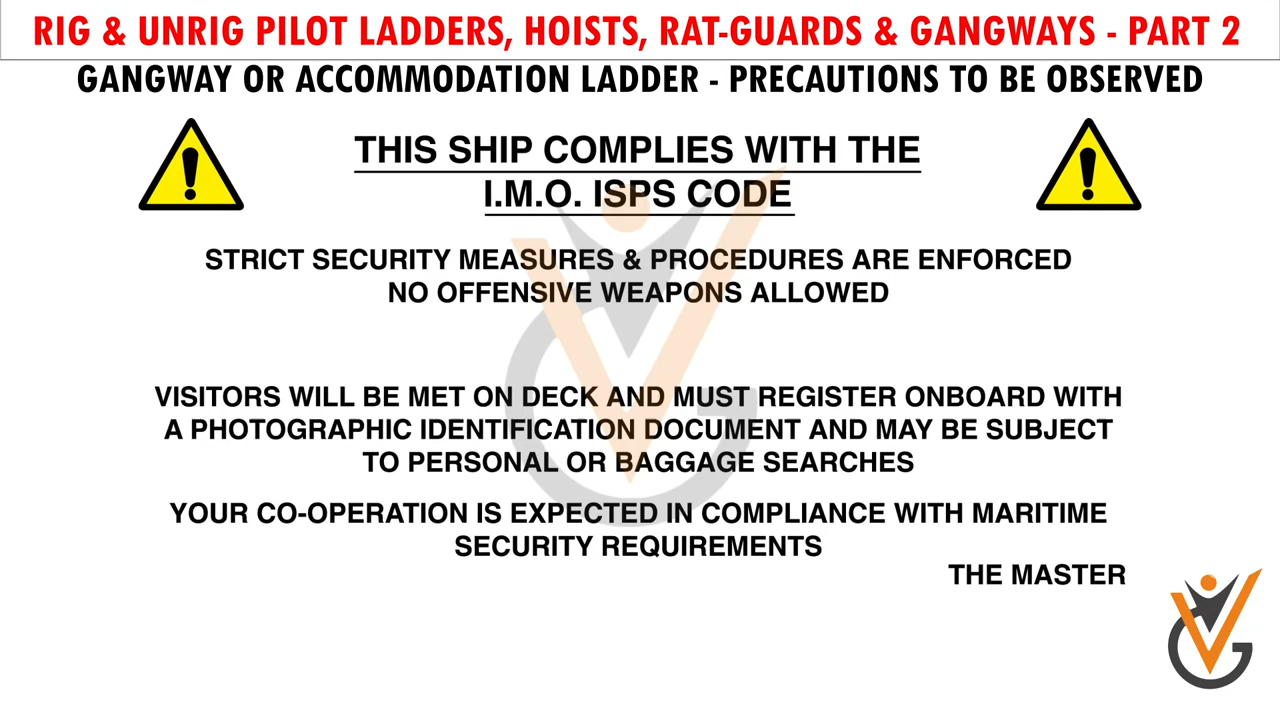 RIG & UNRIG PILOT LADDERS, HOISTS, RAT-GUARDS & GANGWAYS - PART 2
GANGWAY OR ACCOMMODATION LADDER - PRECAUTIONS TO BE OBSERVED
THIS SHIP COMPLIES WITH THE
I.M.O. ISPS CODE
STRICT SECURITY MEASURES & PROCEDURES ARE ENFORCED
NO OFFENSIVE WEAPONS ALLOWED
VISITORS WILL BE MET ON DECK AND MUST REGISTER ONBOARD WITH
A PHOTOGRAPHIC IDENTIFICATION DOCUMENT AND MAY BE SUBJECT
TO PERSONAL OR BAGGAGE SEARCHES
YOUR CO-OPERATION IS EXPECTED IN COMPLIANCE WITH MARITIME
SECURITY REQUIREMENTS
THE MASTER